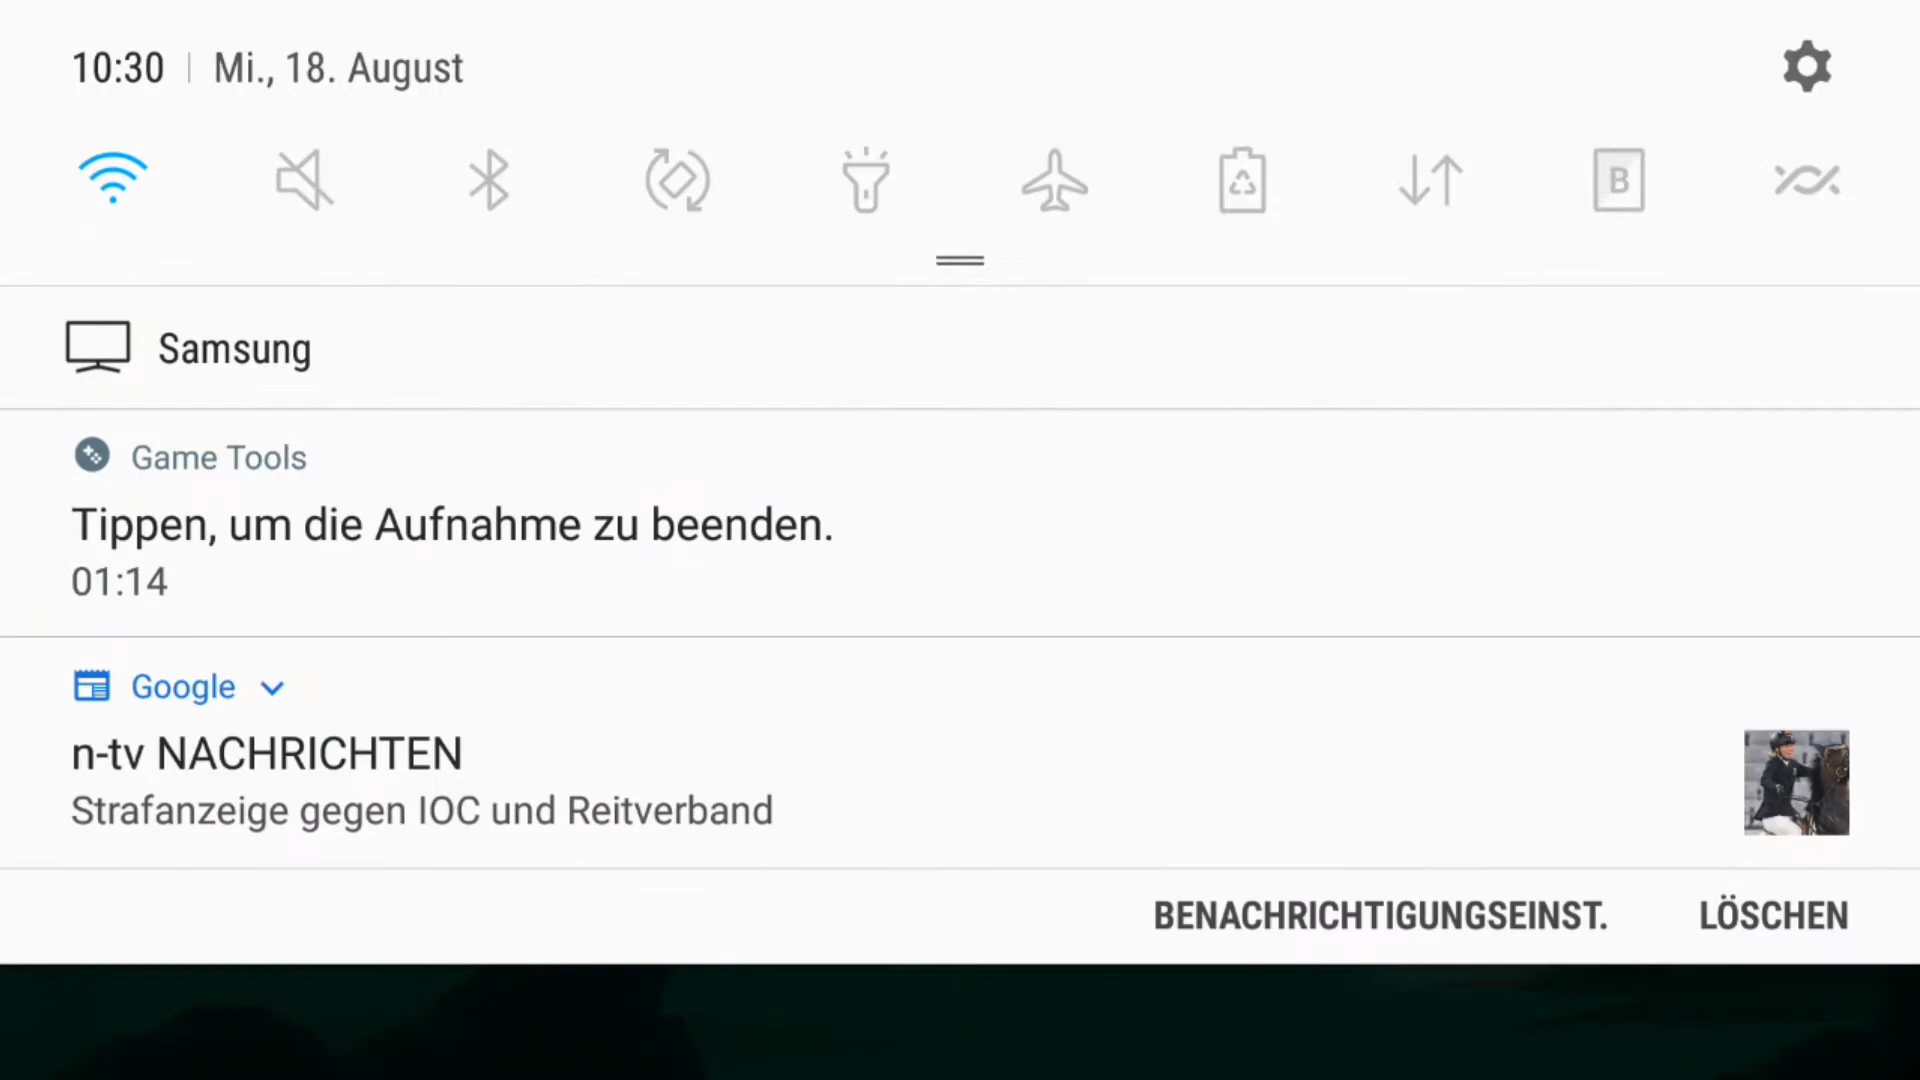 10:30 | Mi., 18. August
B
Samsung
Game Tools
Tippen, um die Aufnahme zu beenden.
01:14
Google
n-tv NACHRICHTEN
Strafanzeige gegen IOC und Reitverband
BENACHRICHTIGUNGSEINST. LÖSCHEN